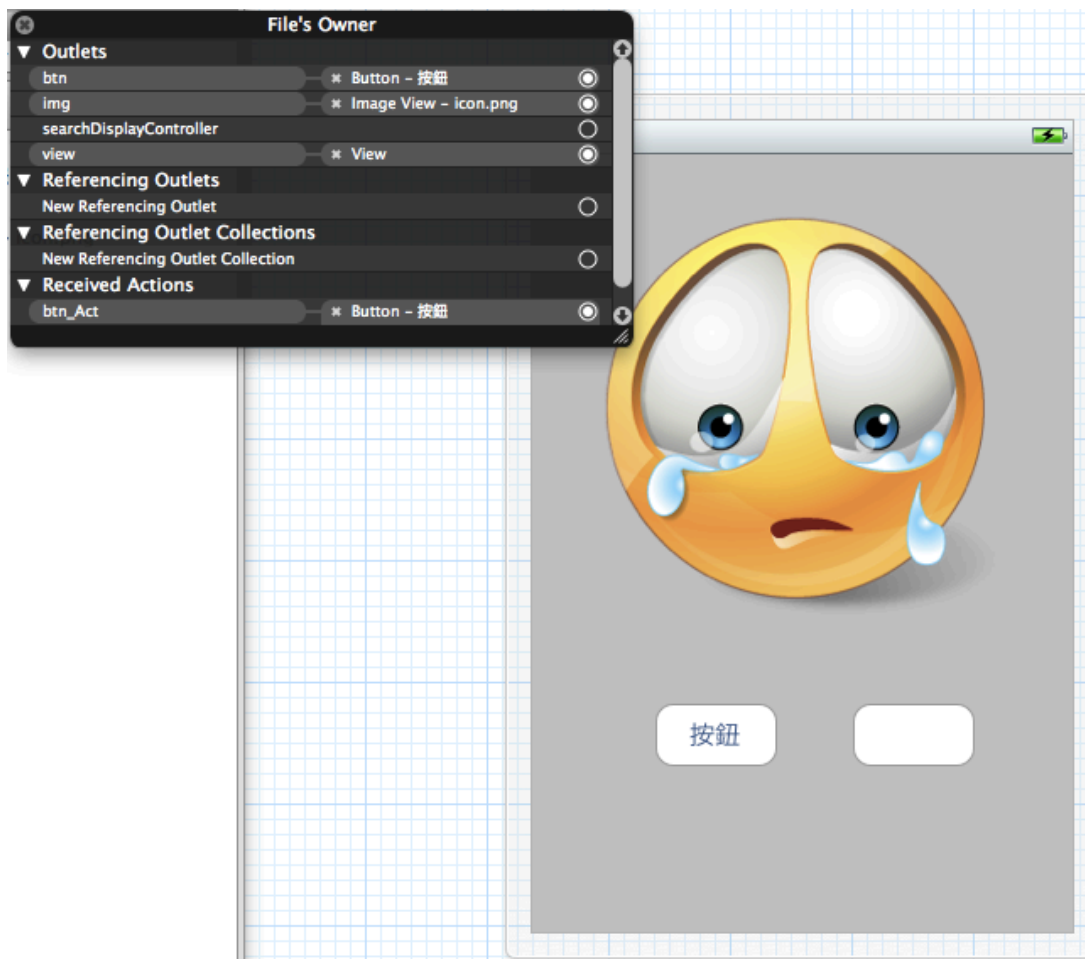 File's Owner
Outlets
btn Button – 按鈕
img Image View – icon.png
searchDisplayController
view View
Referencing Outlets
New Referencing Outlet
Referencing Outlet Collections
New Referencing Outlet Collection
Received Actions
btn_Act Button – 按鈕
按鈕